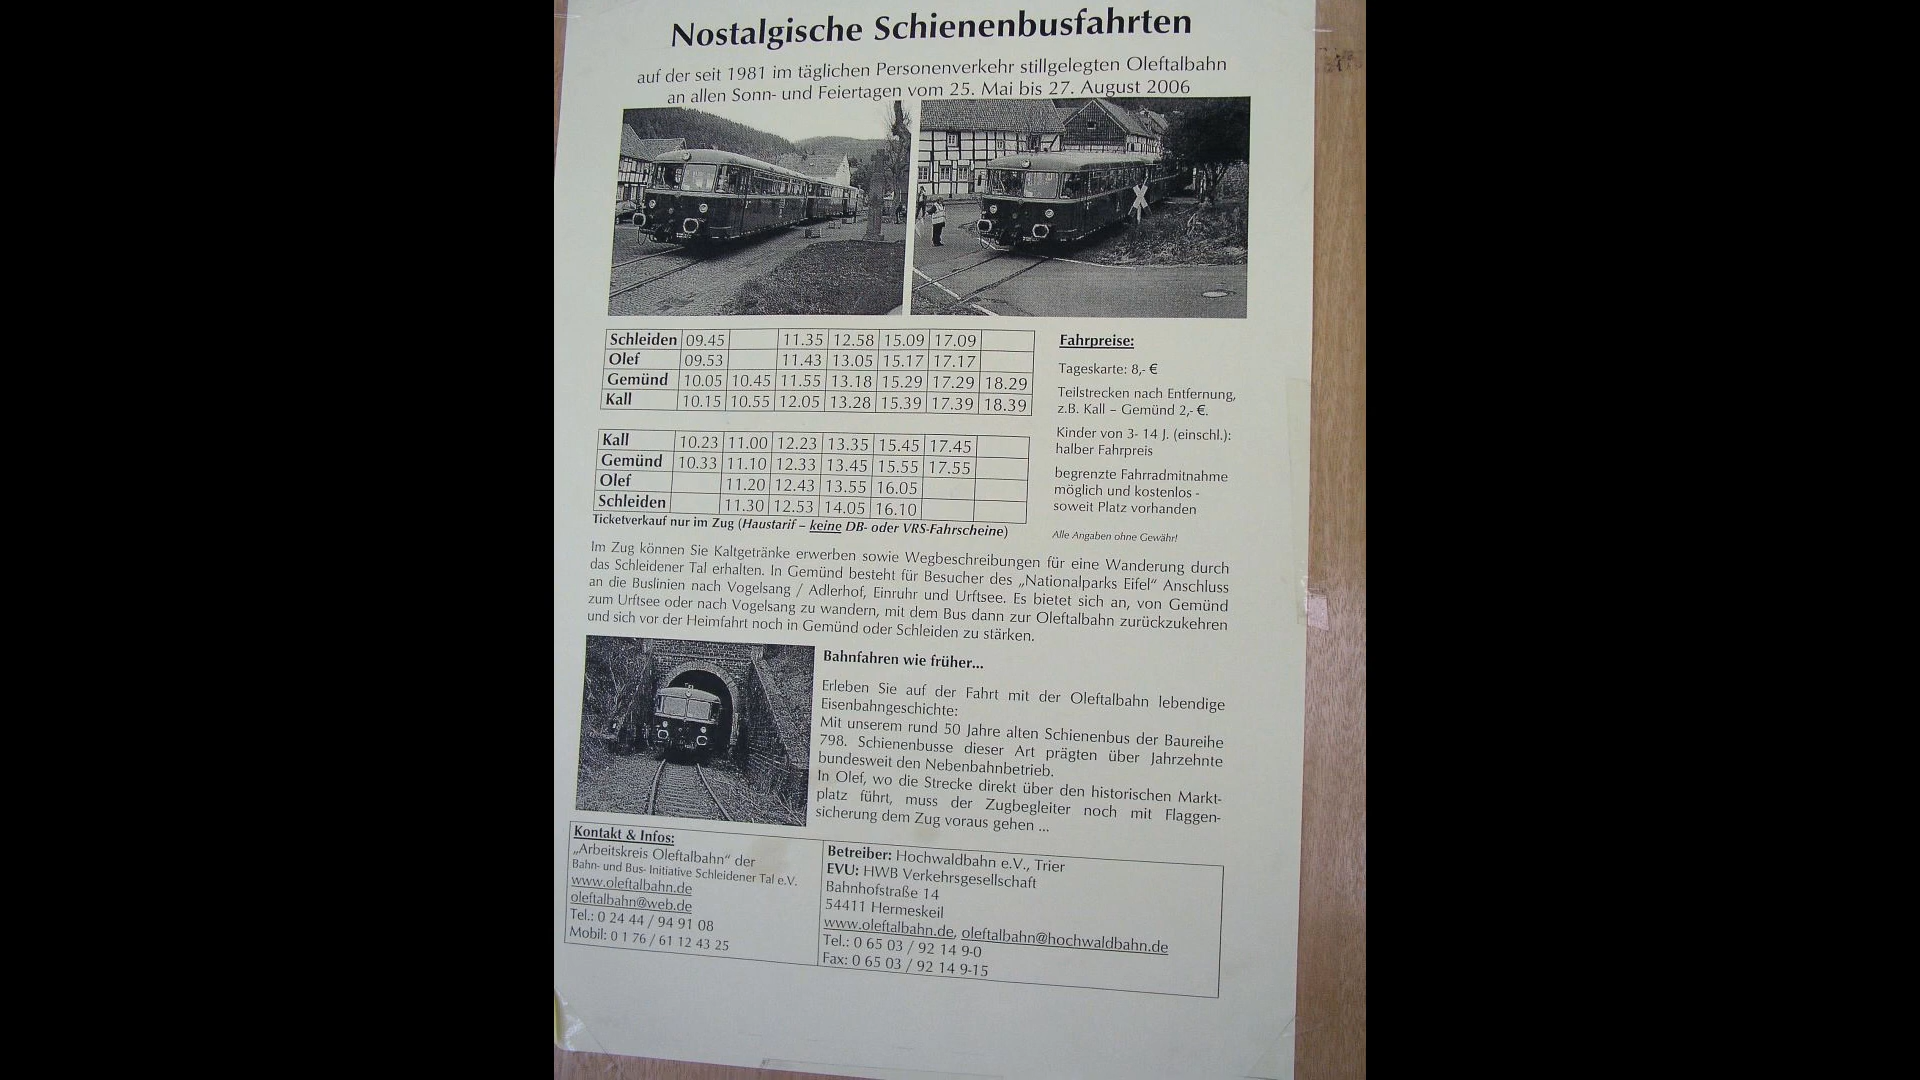 Nostalgische Schienenbusfahrten
auf der seit 1981 im täglichen Personenverkehr stillgelegten Oleftalbahn
an allen Sonn- und Feiertagen vom 25. Mai bis 27. August 2006
Schleiden 09.45 11.35 12.58 15.09 17.09
Olef 09.53 11.43 13.05 15.17 17.17
Gemünd 10.05 10.45 11.55 13.18 15.29 17.29 18.29
Kall 10.15 10.55 12.05 13.28 15.39 17.39 18.39
Kall 10.23 11.00 12.23 13.35 15.45 17.45
Gemünd 10.33 11.10 12.33 13.45 15.55 17.55
Olef 11.20 12.43 13.55 16.05
Schleiden 11.30 12.53 14.05 16.10
Ticketverkauf nur im Zug (Haustarif – keine DB- oder VRS-Fahrscheine)
Fahrpreise:
Tageskarte: 8,- €
Teilstrecken nach Entfernung,
z.B. Kall – Gemünd 2,- €.
Kinder von 3- 14 J. (einschl.):
halber Fahrpreis
begrenzte Fahrradmitnahme
möglich und kostenlos -
soweit Platz vorhanden
Alle Angaben ohne Gewähr!
Im Zug können Sie Kaltgetränke erwerben sowie Wegbeschreibungen für eine Wanderung durch
das Schleidener Tal erhalten. In Gemünd besteht für Besucher des „Nationalparks Eifel“ Anschluss
an die Buslinien nach Vogelsang / Adlerhof, Einruhr und Urftsee. Es bietet sich an, von Gemünd
zum Urftsee oder nach Vogelsang zu wandern, mit dem Bus dann zur Oleftalbahn zurückzukehren
und sich vor der Heimfahrt noch in Gemünd oder Schleiden zu stärken.
Bahnfahren wie früher...
Erleben Sie auf der Fahrt mit der Oleftalbahn lebendige
Eisenbahngeschichte:
Mit unserem rund 50 Jahre alten Schienenbus der Baureihe
798. Schienenbusse dieser Art prägten über Jahrzehnte
bundesweit den Nebenbahnbetrieb.
In Olef, wo die Strecke direkt über den historischen Markt-
platz führt, muss der Zugbegleiter noch mit Flaggen-
sicherung dem Zug voraus gehen ...
Kontakt & Infos:
„Arbeitskreis Oleftalbahn“ der
Bahn- und Bus- Initiative Schleidener Tal e.V.
www.oleftalbahn.de
oleftalbahn@web.de
Tel.: 0 24 44 / 94 91 08
Mobil: 0 1 76 / 61 12 43 25
Betreiber: Hochwaldbahn e.V., Trier
EVU: HWB Verkehrsgesellschaft
Bahnhofstraße 14
54411 Hermeskeil
www.oleftalbahn.de, oleftalbahn@hochwaldbahn.de
Tel.: 0 65 03 / 92 14 9-0
Fax: 0 65 03 / 92 14 9-15